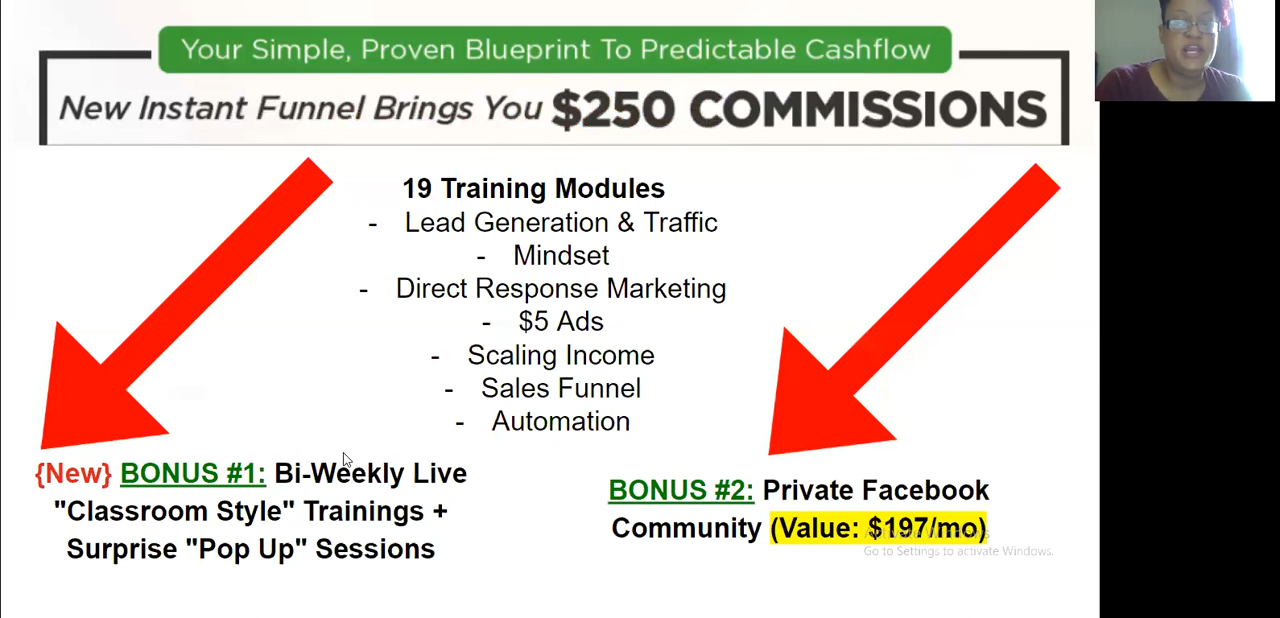 Your Simple, Proven Blueprint To Predictable Cashflow
New Instant Funnel Brings You $250 COMMISSIONS
19 Training Modules
- Lead Generation & Traffic
- Mindset
- Direct Response Marketing
- $5 Ads
- Scaling Income
- Sales Funnel
- Automation
{New} BONUS #1: Bi-Weekly Live
"Classroom Style" Trainings +
Surprise "Pop Up" Sessions
BONUS #2: Private Facebook
Community (Value: $197/mo)
Activate Windows
Go to Settings to activate Windows.